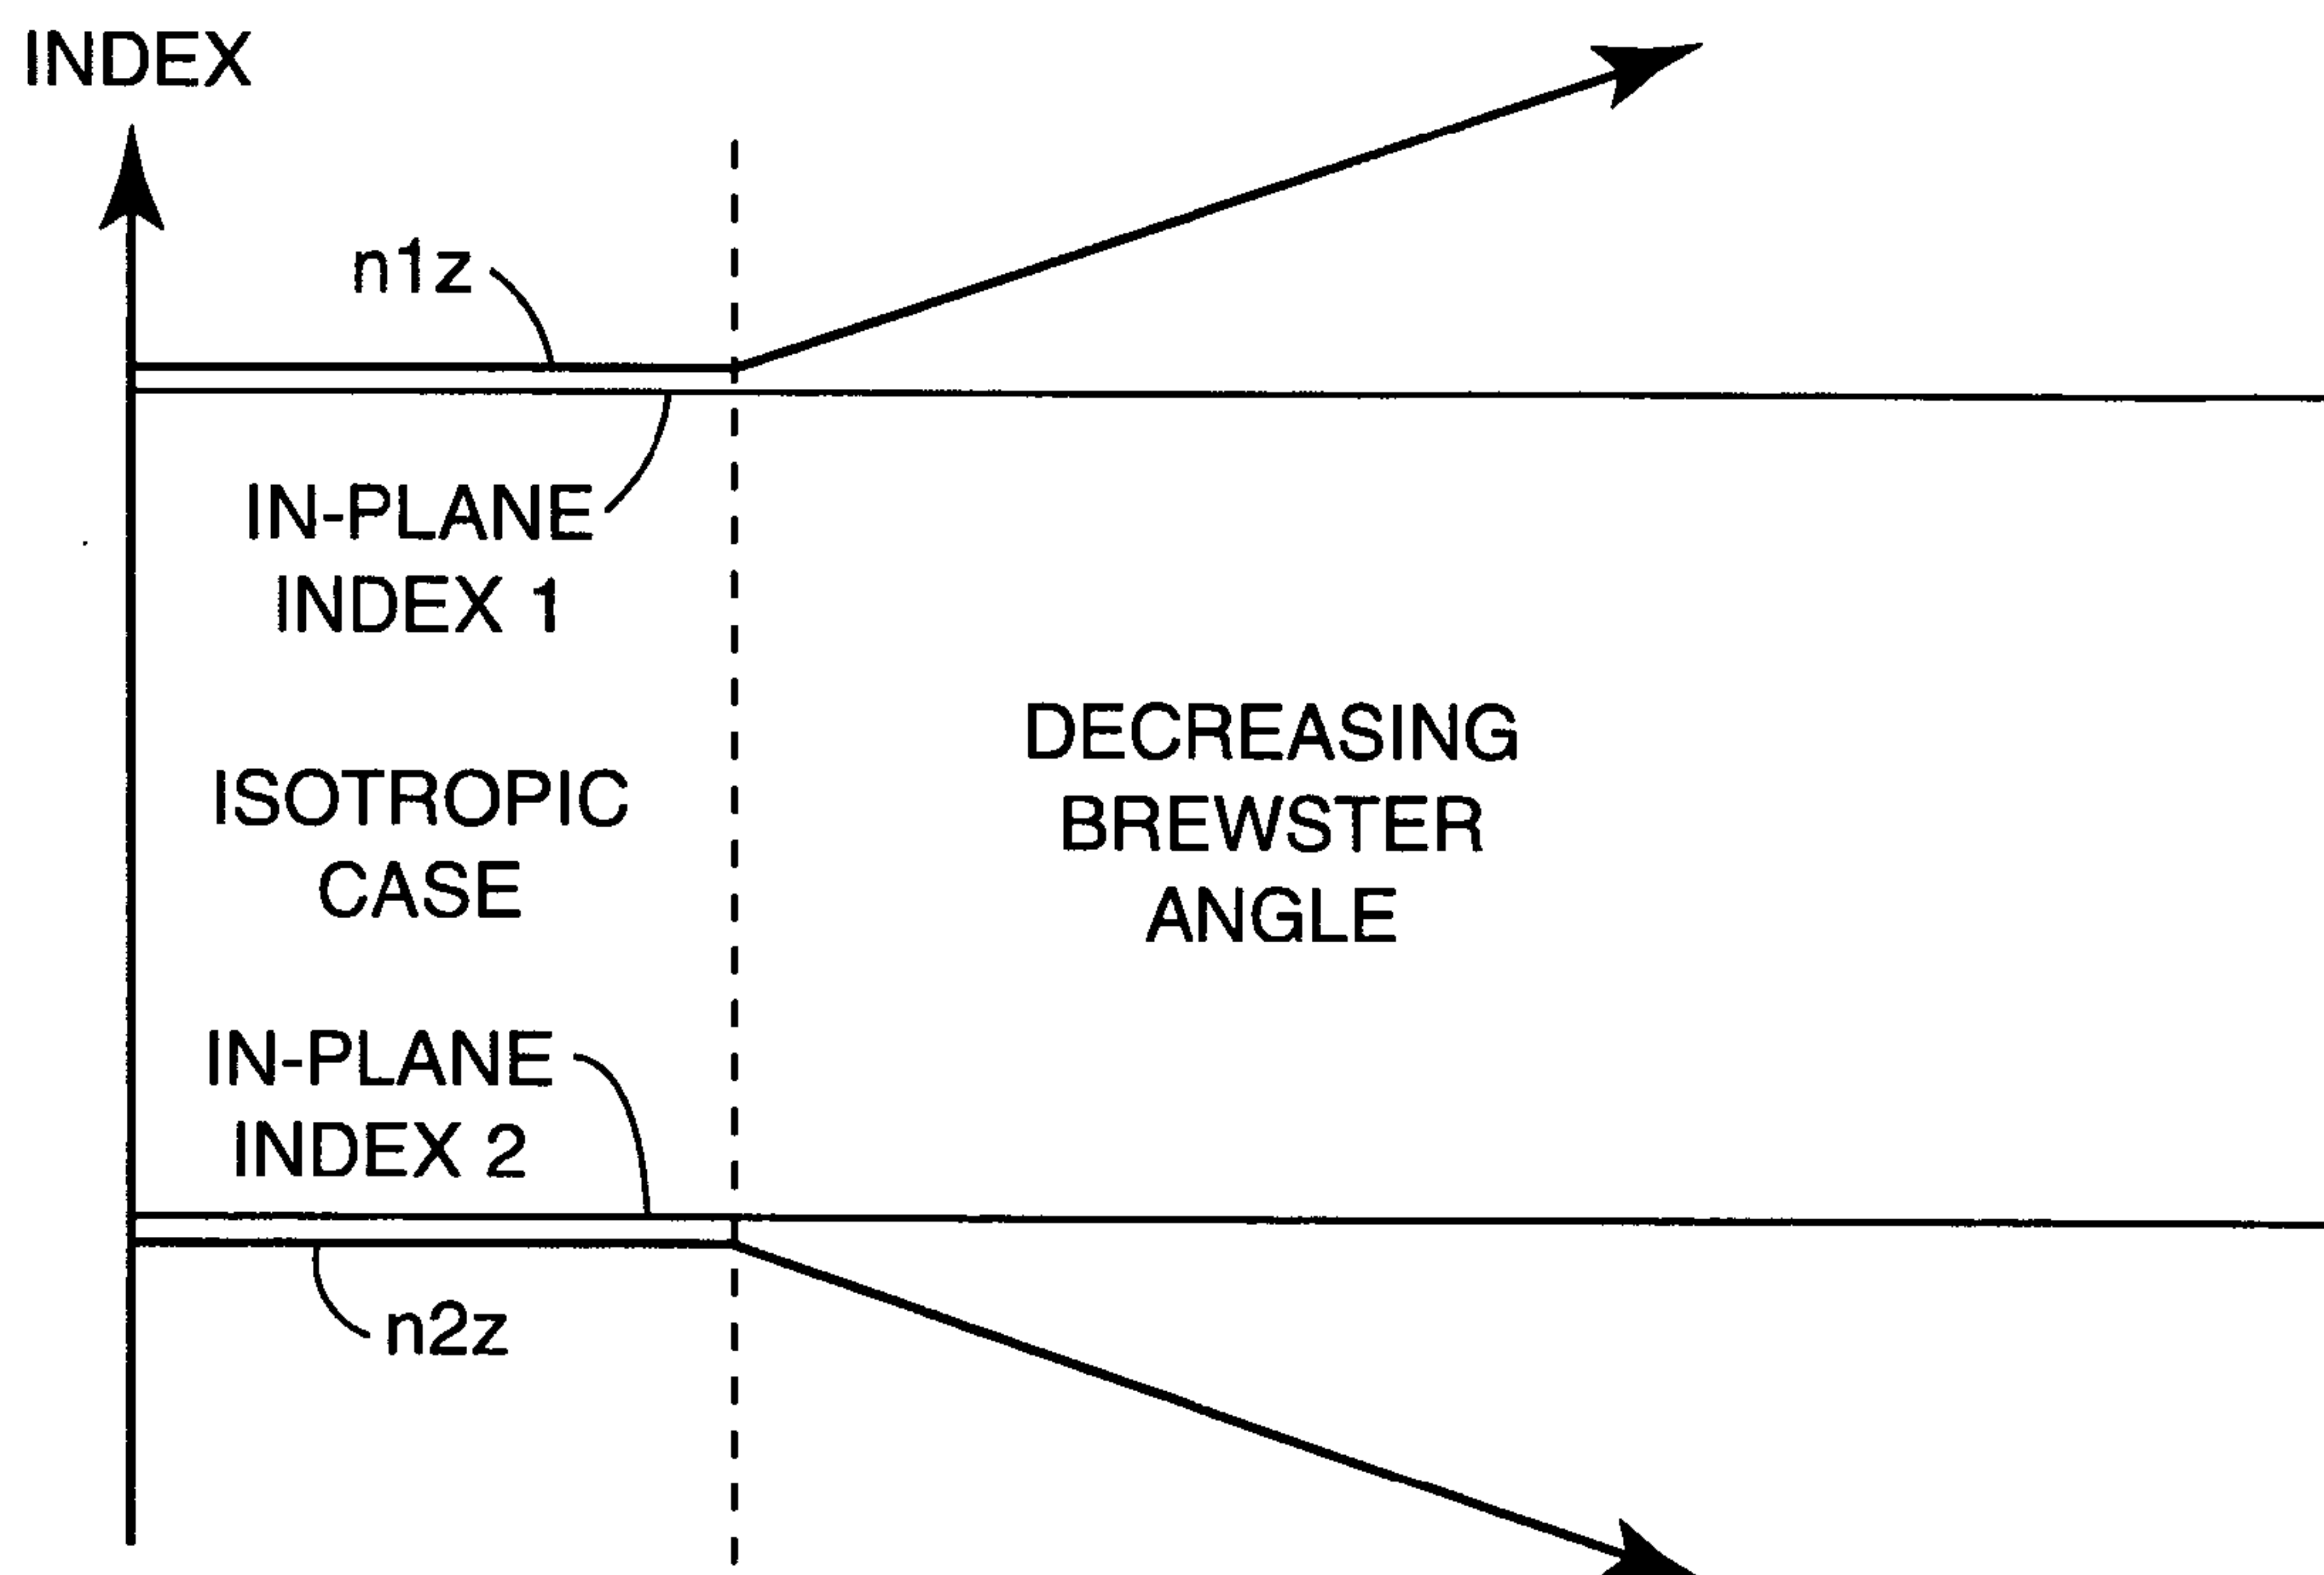 INDEX
n1z
IN-PLANE
INDEX 1
ISOTROPIC
CASE
DECREASING
BREWSTER
ANGLE
IN-PLANE
INDEX 2
n2z